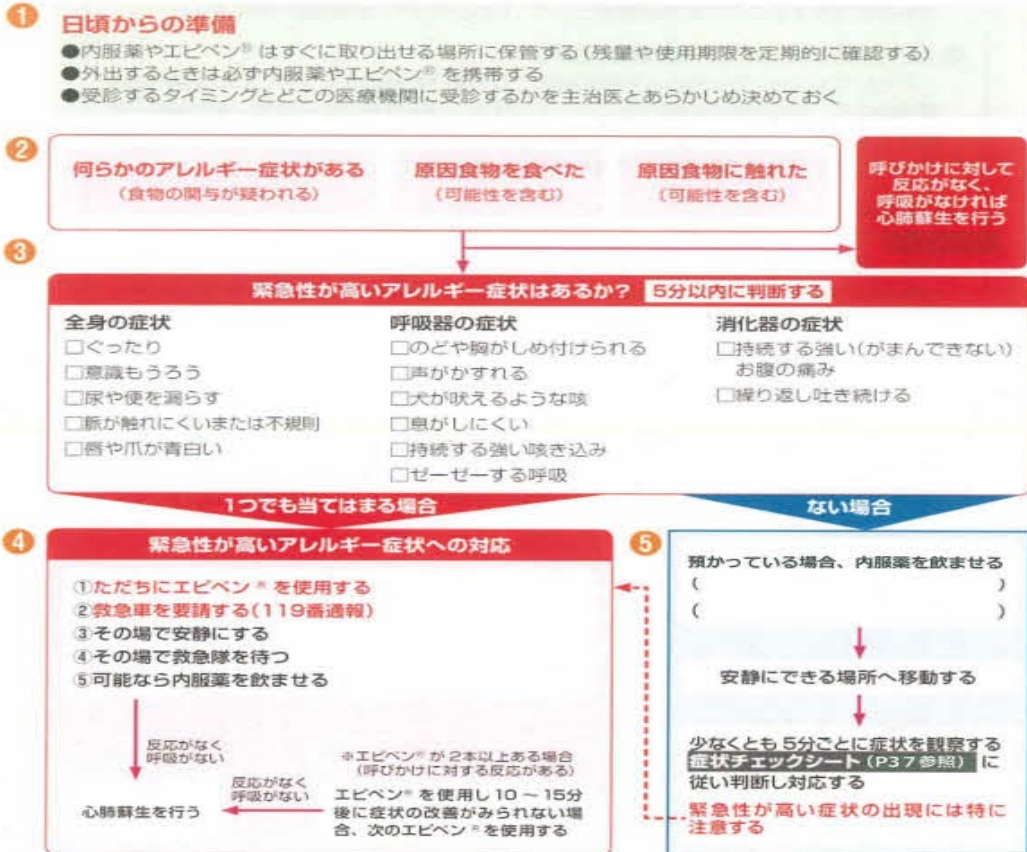 1
日頃からの準備
●内服薬やエピペン®はすぐに取り出せる場所に保管する(残量や使用期限を定期的に確認する)
●外出するときは必ず内服薬やエピペン®を携帯する
●受診するタイミングとどこの医療機関に受診するかを主治医とあらかじめ決めておく
2
何らかのアレルギー症状がある
(食物の関与が疑われる)
原因食物を食べた
(可能性を含む)
原因食物に触れた
(可能性を含む)
呼びかけに対して
反応がなく、
呼吸がなければ
心肺蘇生を行う
3
緊急性が高いアレルギー症状はあるか? 5分以内に判断する
全身の症状
□ぐったり
□意識もうろう
□尿や便を漏らす
□脈が触れにくいまたは不規則
□唇や爪が青白い
呼吸器の症状
□のどや胸がしめ付けられる
□声がかすれる
□犬が吠えるような咳
□息がしにくい
□持続する強い咳き込み
□ゼーゼーする呼吸
消化器の症状
□持続する強い(がまんできない)
お腹の痛み
□繰り返し吐き続ける
1つでも当てはまる場合
ない場合
4
緊急性が高いアレルギー症状への対応
①ただちにエピペン®を使用する
②救急車を要請する(119番通報)
③その場で安静にする
④その場で救急隊を待つ
⑤可能なら内服薬を飲ませる
反応がなく
呼吸がない
心肺蘇生を行う
反応がなく
呼吸がない
※エピペン®が2本以上ある場合
(呼びかけに対する反応がある)
エピペン®を使用し10～15分
後に症状の改善がみられない場
合、次のエピペン®を使用する
5
預かっている場合、内服薬を飲ませる
( )
( )
安静にできる場所へ移動する
少なくとも5分ごとに症状を観察する
症状チェックシート(P37参照)に
従い判断し対応する
緊急性が高い症状の出現には特に
注意する